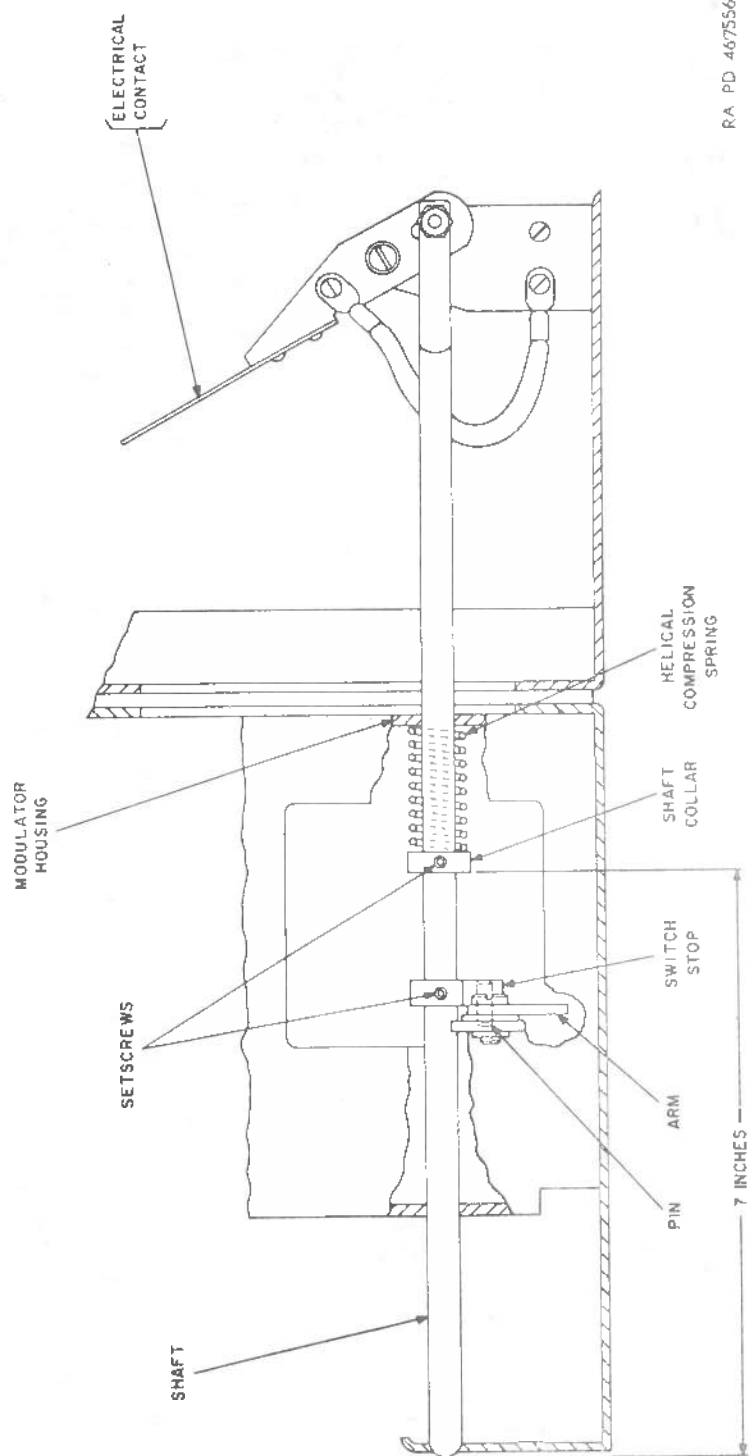 ELECTRICAL
CONTACT
MODULATOR
HOUSING
SETSCREWS
SHAFT
HELICAL
COMPRESSION
SPRING
SHAFT
COLLAR
SWITCH
STOP
ARM
PIN
7 INCHES
RA PD 467556